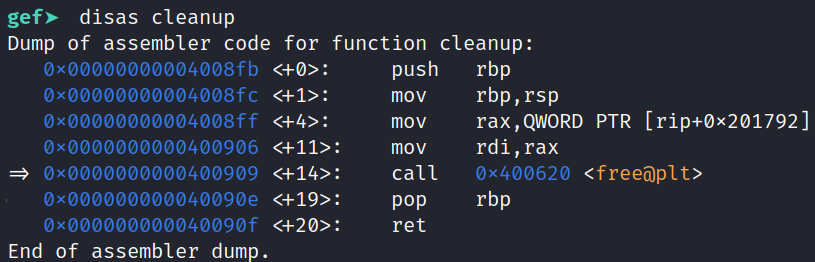 gef➤  disas cleanup
Dump of assembler code for function cleanup:
   0x00000000004008fb <+0>:     push   rbp
   0x00000000004008fc <+1>:     mov    rbp,rsp
   0x00000000004008ff <+4>:     mov    rax,QWORD PTR [rip+0x201792]
   0x0000000000400906 <+11>:    mov    rdi,rax
=> 0x0000000000400909 <+14>:    call   0x400620 <free@plt>
   0x000000000040090e <+19>:    pop    rbp
   0x000000000040090f <+20>:    ret
End of assembler dump.